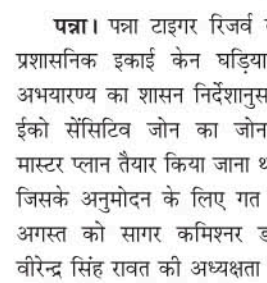 पन्ना। पन्ना टाइगर रिजर्व
प्रशासनिक इकाई केन घड़िया
अभयारण्य का शासन निर्देशानुस
ईको सेंसिटिव जोन का जोन
मास्टर प्लान तैयार किया जाना
जिसके अनुमोदन के लिए गत
अगस्त को सागर कमिश्नर
वीरेन्द्र सिंह रावत की अध्यक्षता